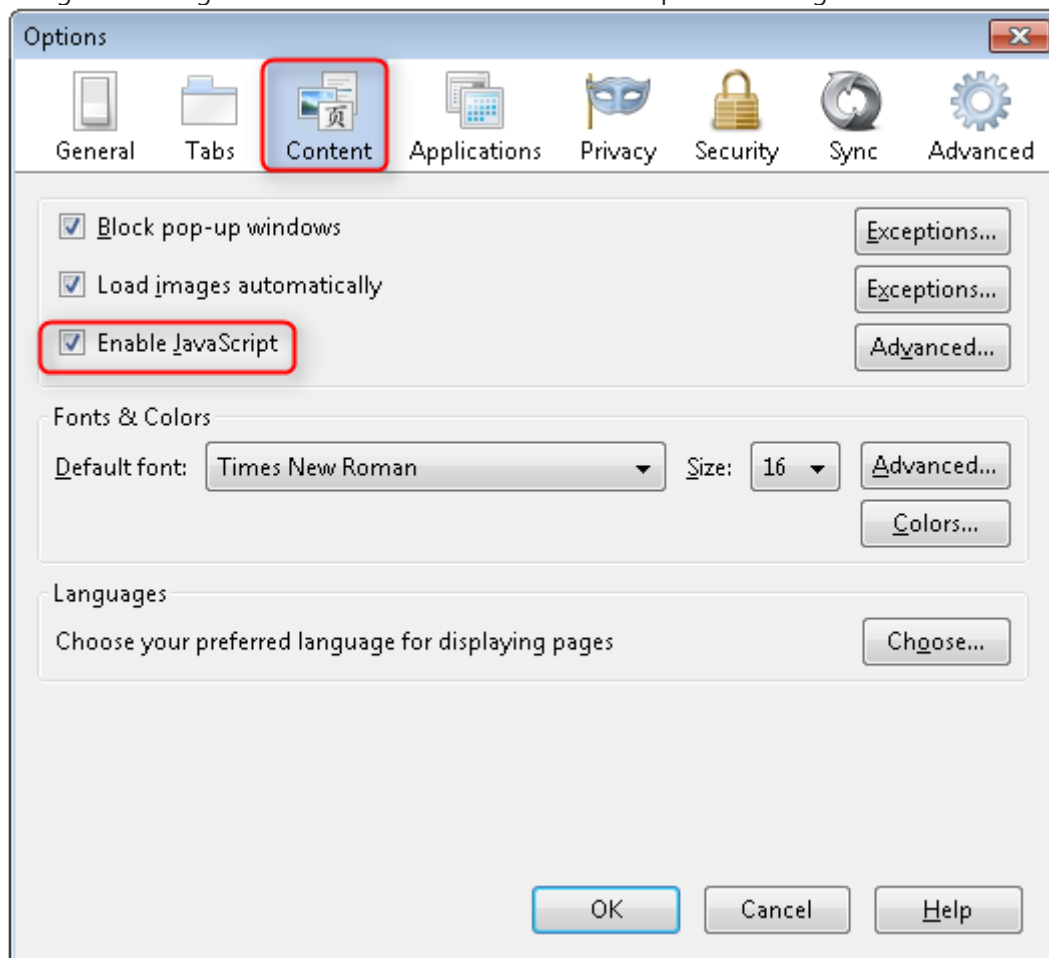 Options
General Tabs Content Applications Privacy Security Sync Advanced
页
Block pop-up windows Exceptions...
Load images automatically Exceptions...
Enable JavaScript Advanced...
Fonts & Colors
Default font: Times New Roman Size: 16 Advanced...
Colors...
Languages
Choose your preferred language for displaying pages Choose...
OK Cancel Help